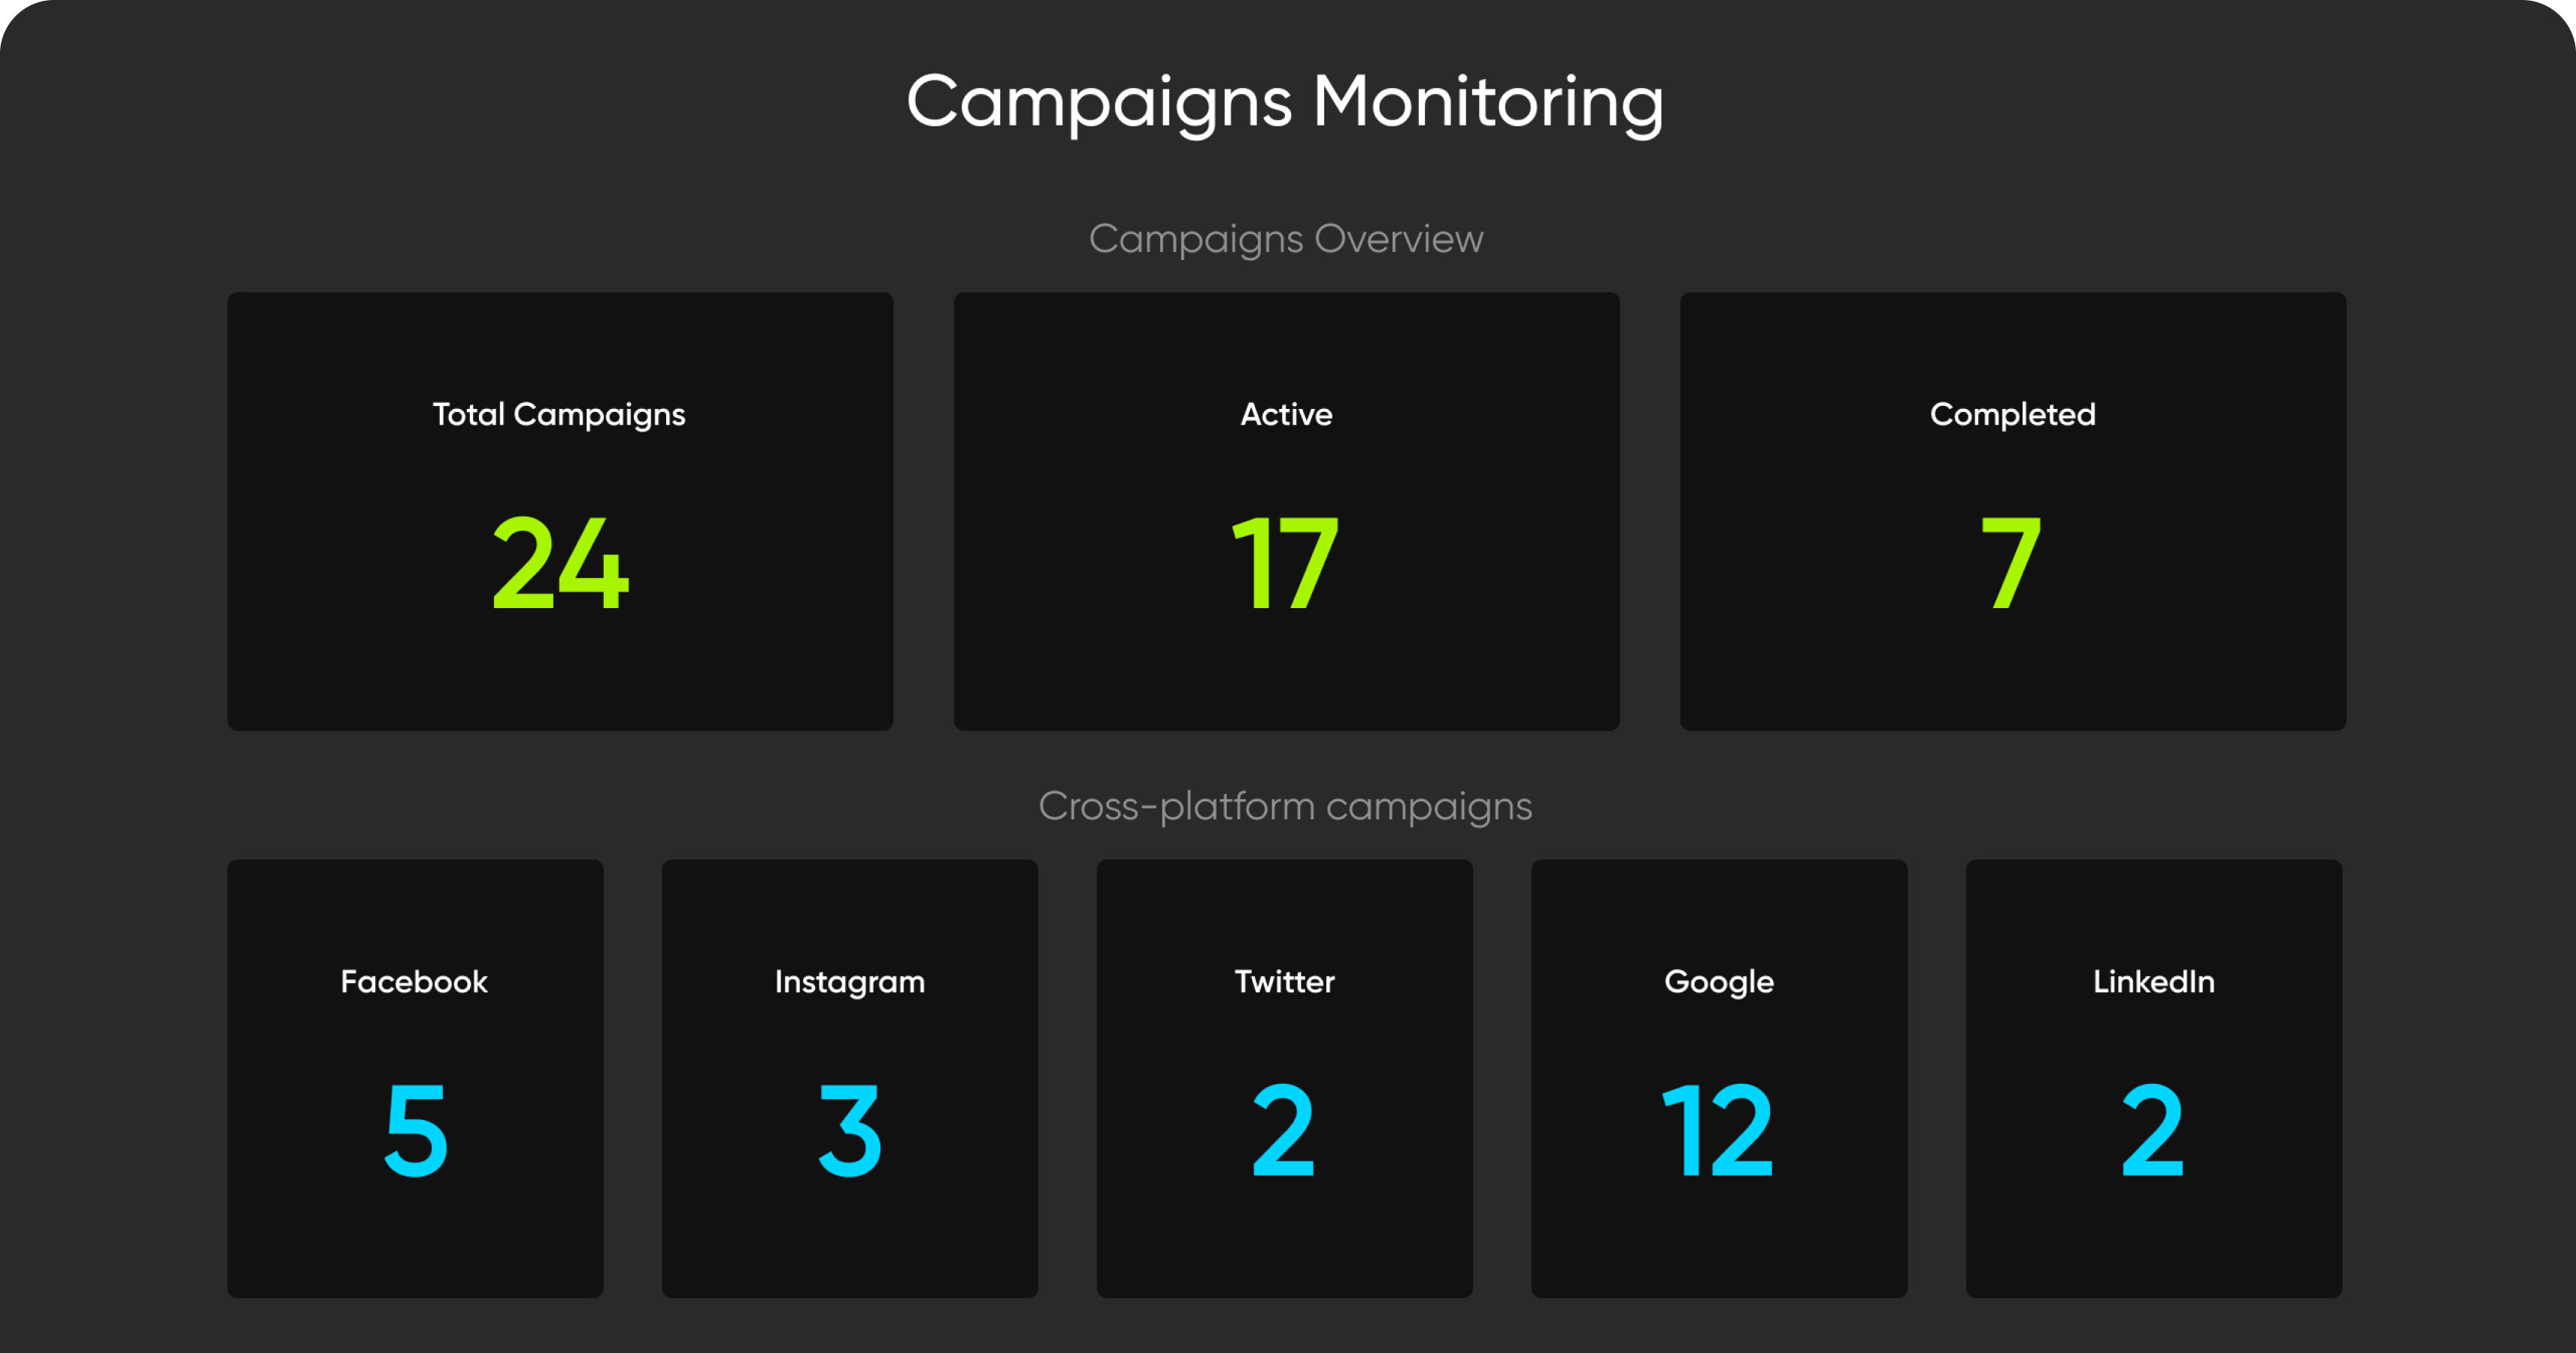 Campaigns Monitoring
Campaigns Overview
Total Campaigns
24
Active
17
Completed
7
Cross-platform campaigns
Facebook
5
Instagram
3
Twitter
2
Google
12
LinkedIn
2